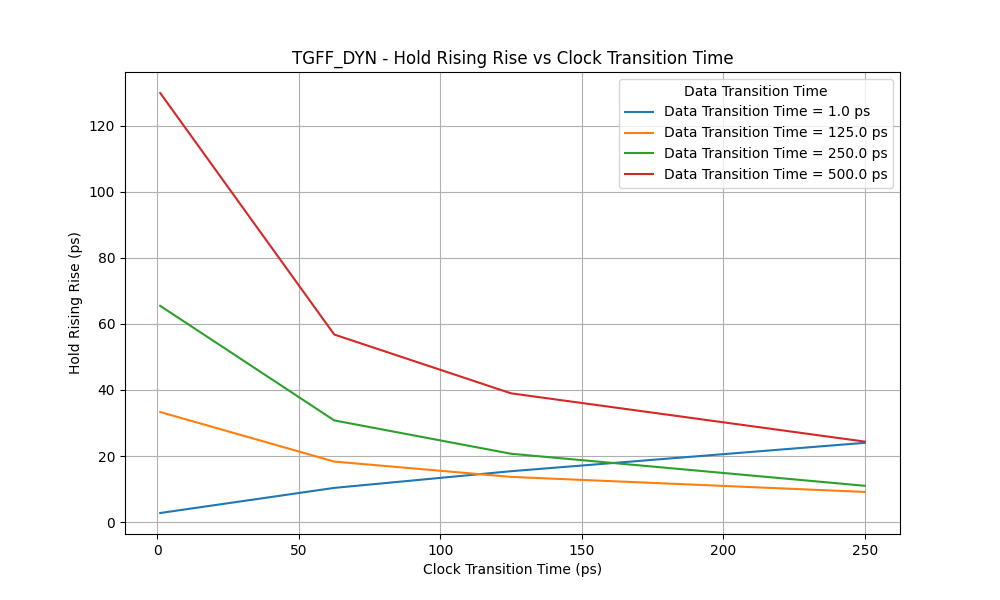 TGFF_DYN - Hold Rising Rise vs Clock Transition Time
Data Transition Time
Data Transition Time = 1.0 ps
Data Transition Time = 125.0 ps
Data Transition Time = 250.0 ps
Data Transition Time = 500.0 ps
Hold Rising Rise (ps)
120
100
80
60
40
20
0
0
50
100
150
200
250
Clock Transition Time (ps)